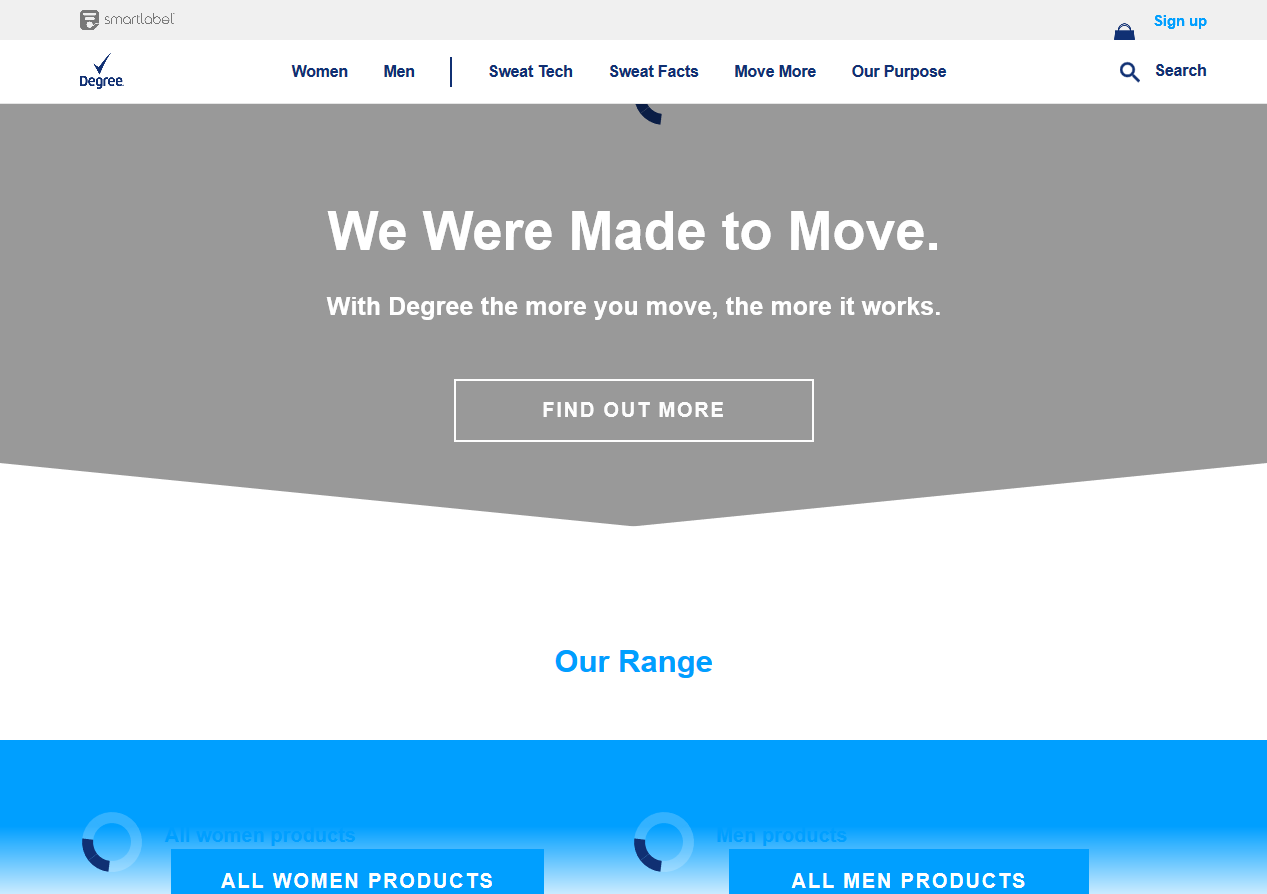 smartlabel™
Sign up
Degree.
Women Men Sweat Tech Sweat Facts Move More Our Purpose
Search
We Were Made to Move.
With Degree the more you move, the more it works.
FIND OUT MORE
Our Range
All women products
ALL WOMEN PRODUCTS
Men products
ALL MEN PRODUCTS